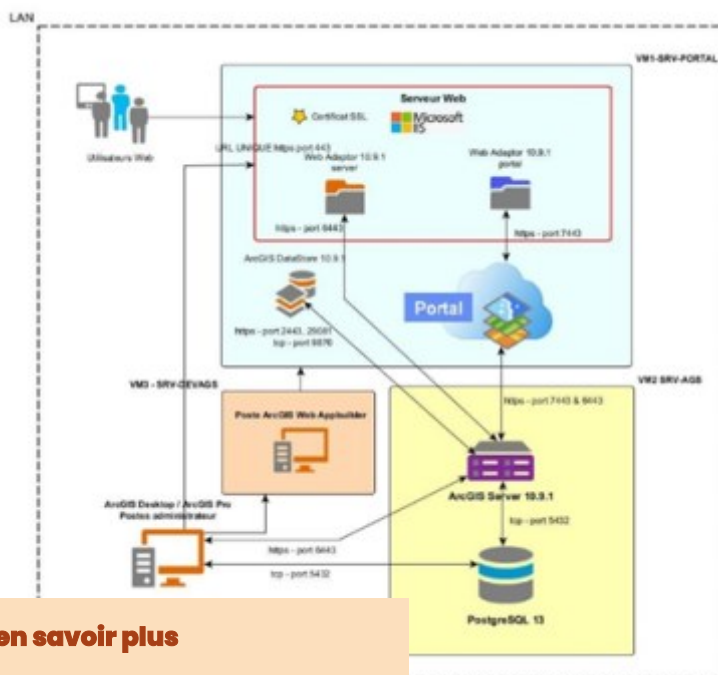 LAN
VM1-SRV-PORTAL
Serveur Web
Certificat SSL
Microsoft
IIS
Utilisateurs Web
URL UNIQUE https port 443
Web Adaptor 10.9.1
server
Web Adaptor 10.9.1
portal
https - port 6443
https - port 7443
ArcGIS DataStore 10.9.1
Portal
https - port 2443, 29081
tcp - port 9876
VM3 - SRV-DEVAGS
VM2 SRV-AGS
Poste ArcGIS Web Appbuilder
https - port 7443 & 6443
ArcGIS Server 10.9.1
ArcGIS Desktop / ArcGIS Pro
Postes administrateur
tcp - port 5432
https - port 6443
tcp - port 5432
PostgreSQL 13
en savoir plus